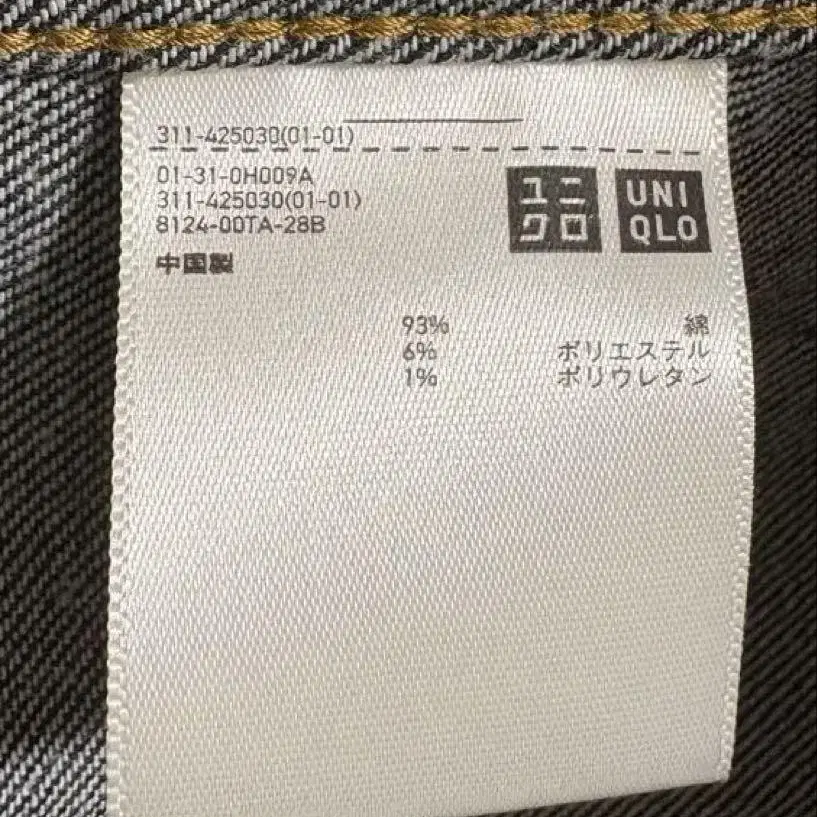 311-425030(01-01)
01-31-0H009A
311-425030(01-01)
8124-00TA-28B
中国製
ユニ
クロ
UNI
QLO
93% 綿
6% ポリエステル
1% ポリウレタン